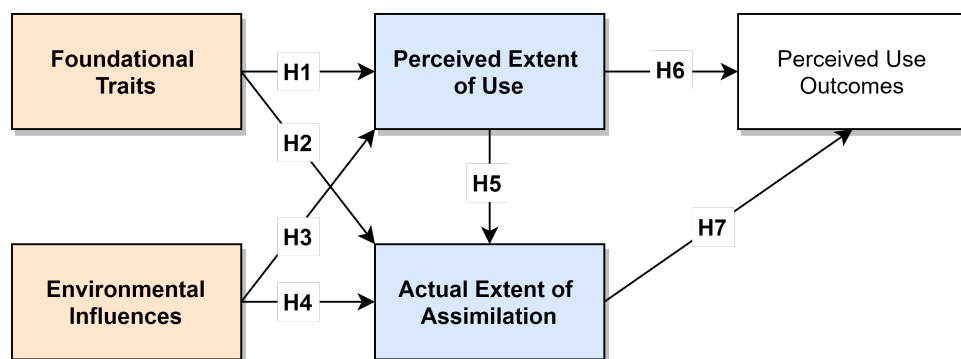 Foundational
Traits
H1
Perceived Extent
of Use
H6
Perceived Use
Outcomes
H2
H5
H3
H7
Environmental
Influences
H4
Actual Extent of
Assimilation